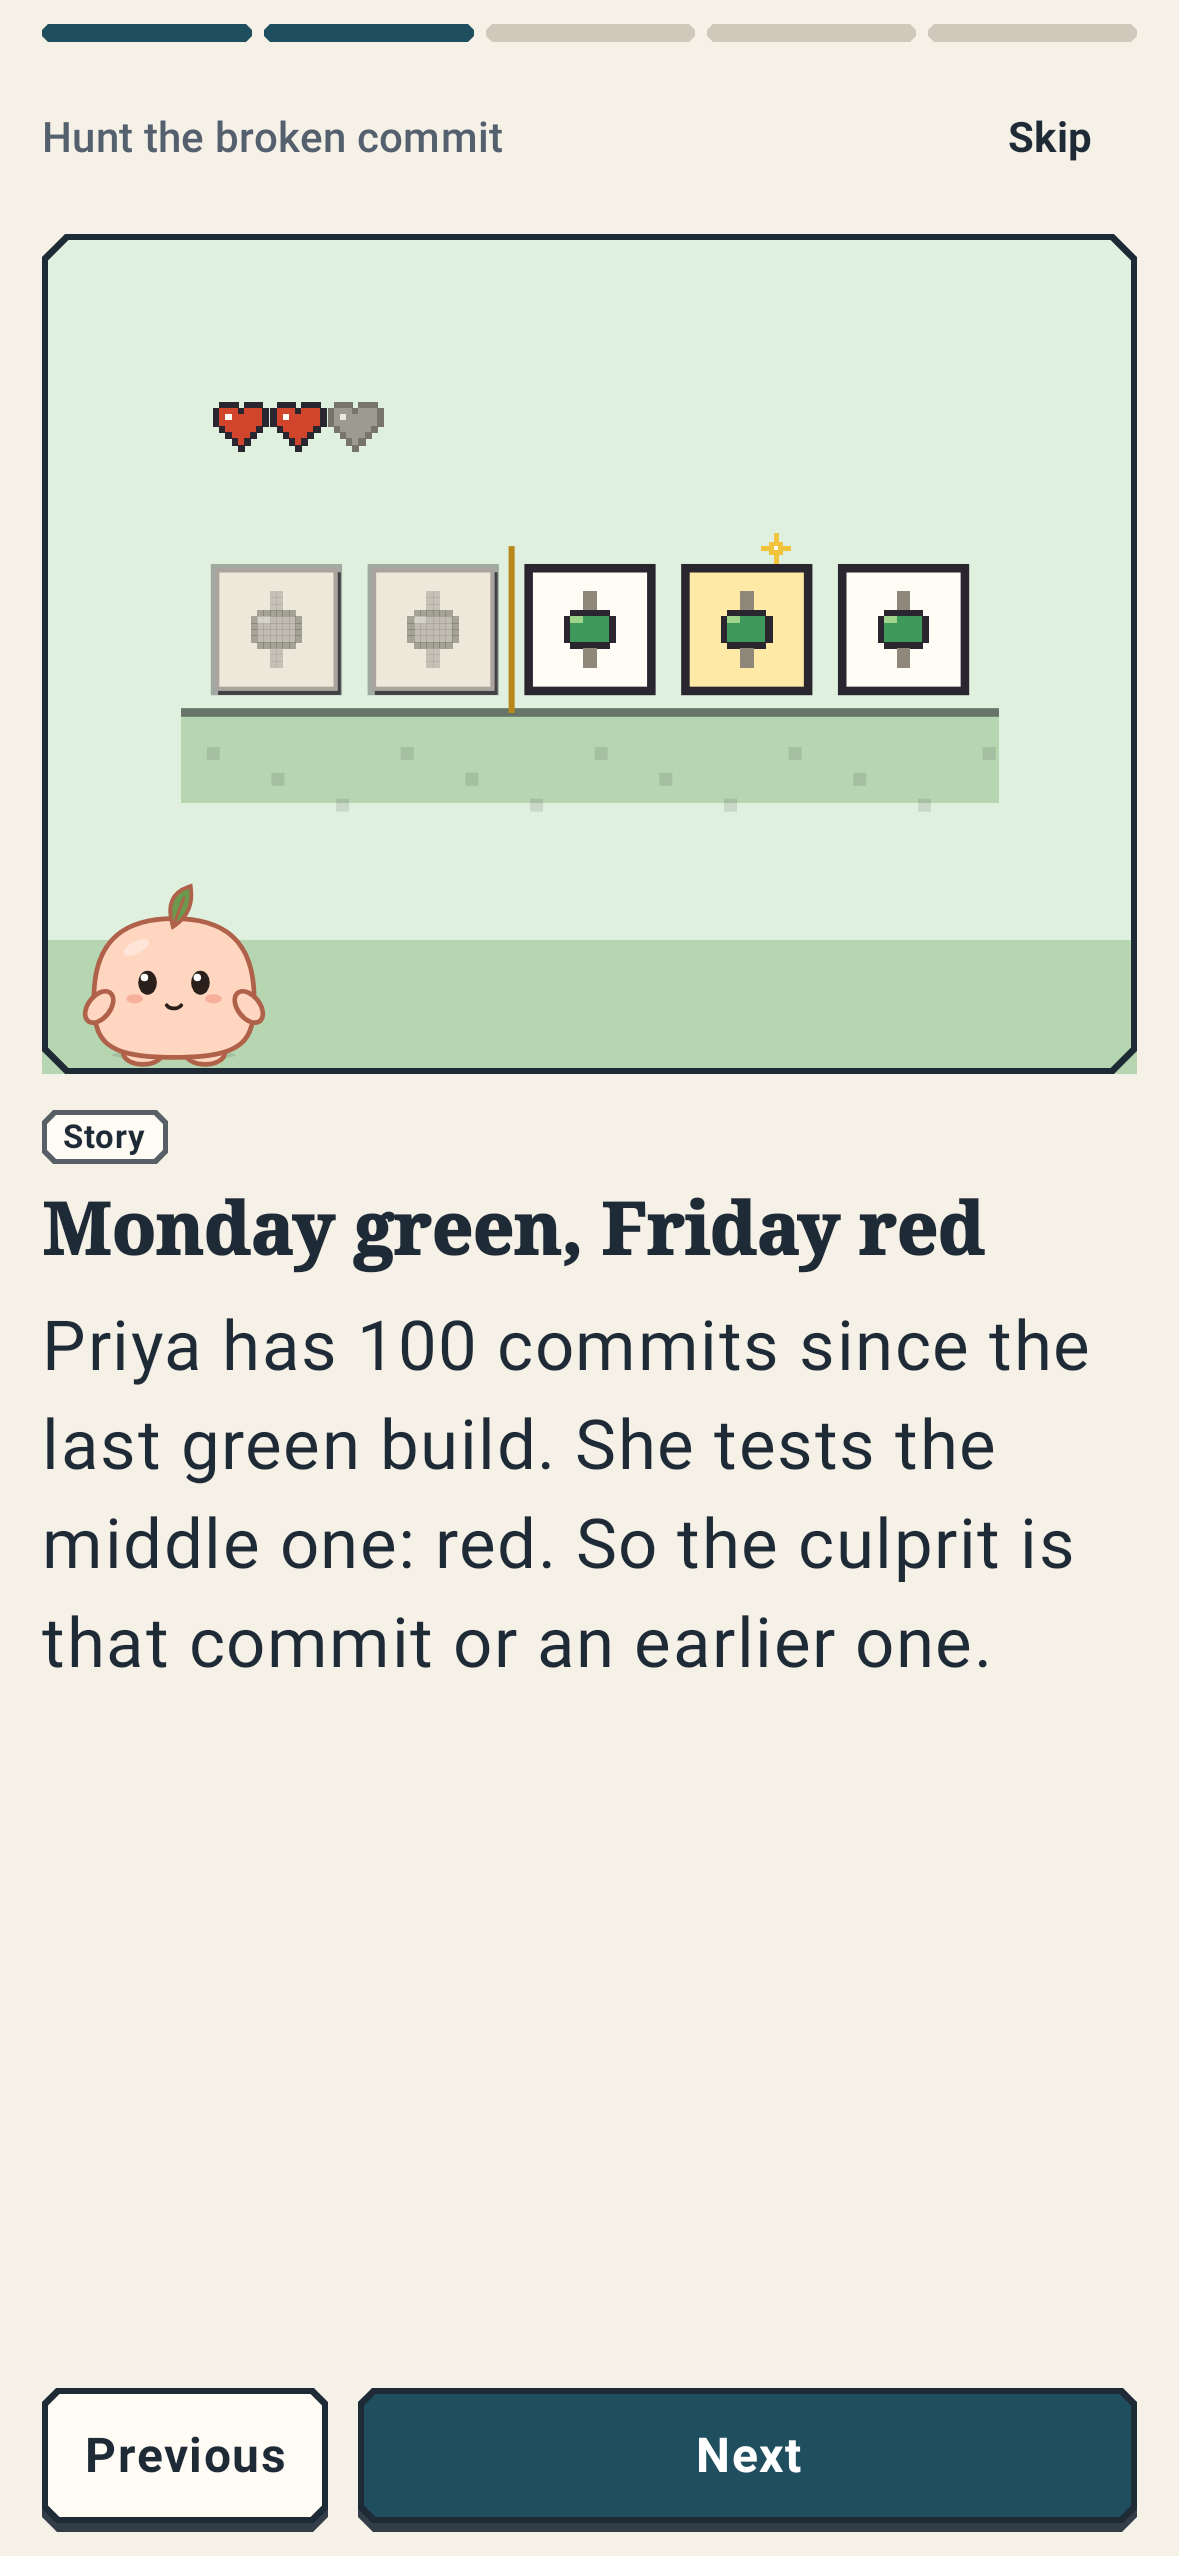 Hunt the broken commit
Skip
Story
Monday green, Friday red
Priya has 100 commits since the
last green build. She tests the
middle one: red. So the culprit is
that commit or an earlier one.
Previous
Next